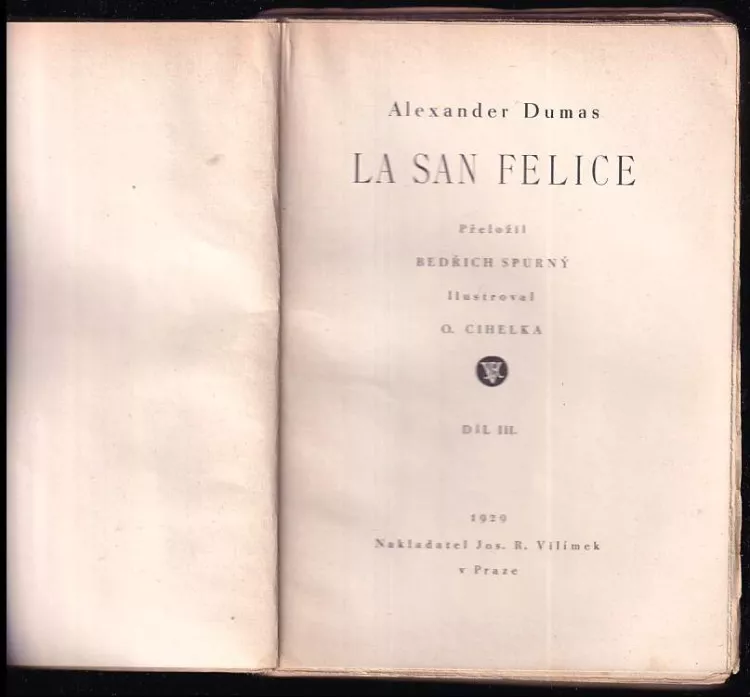 Alexander Dumas
LA SAN FELICE
Přeložil
BEDŘICH SPURNÝ
Ilustroval
O. CIHELKA
DÍL III.
1929
Nakladatel Jos. R. Vilímek
v Praze